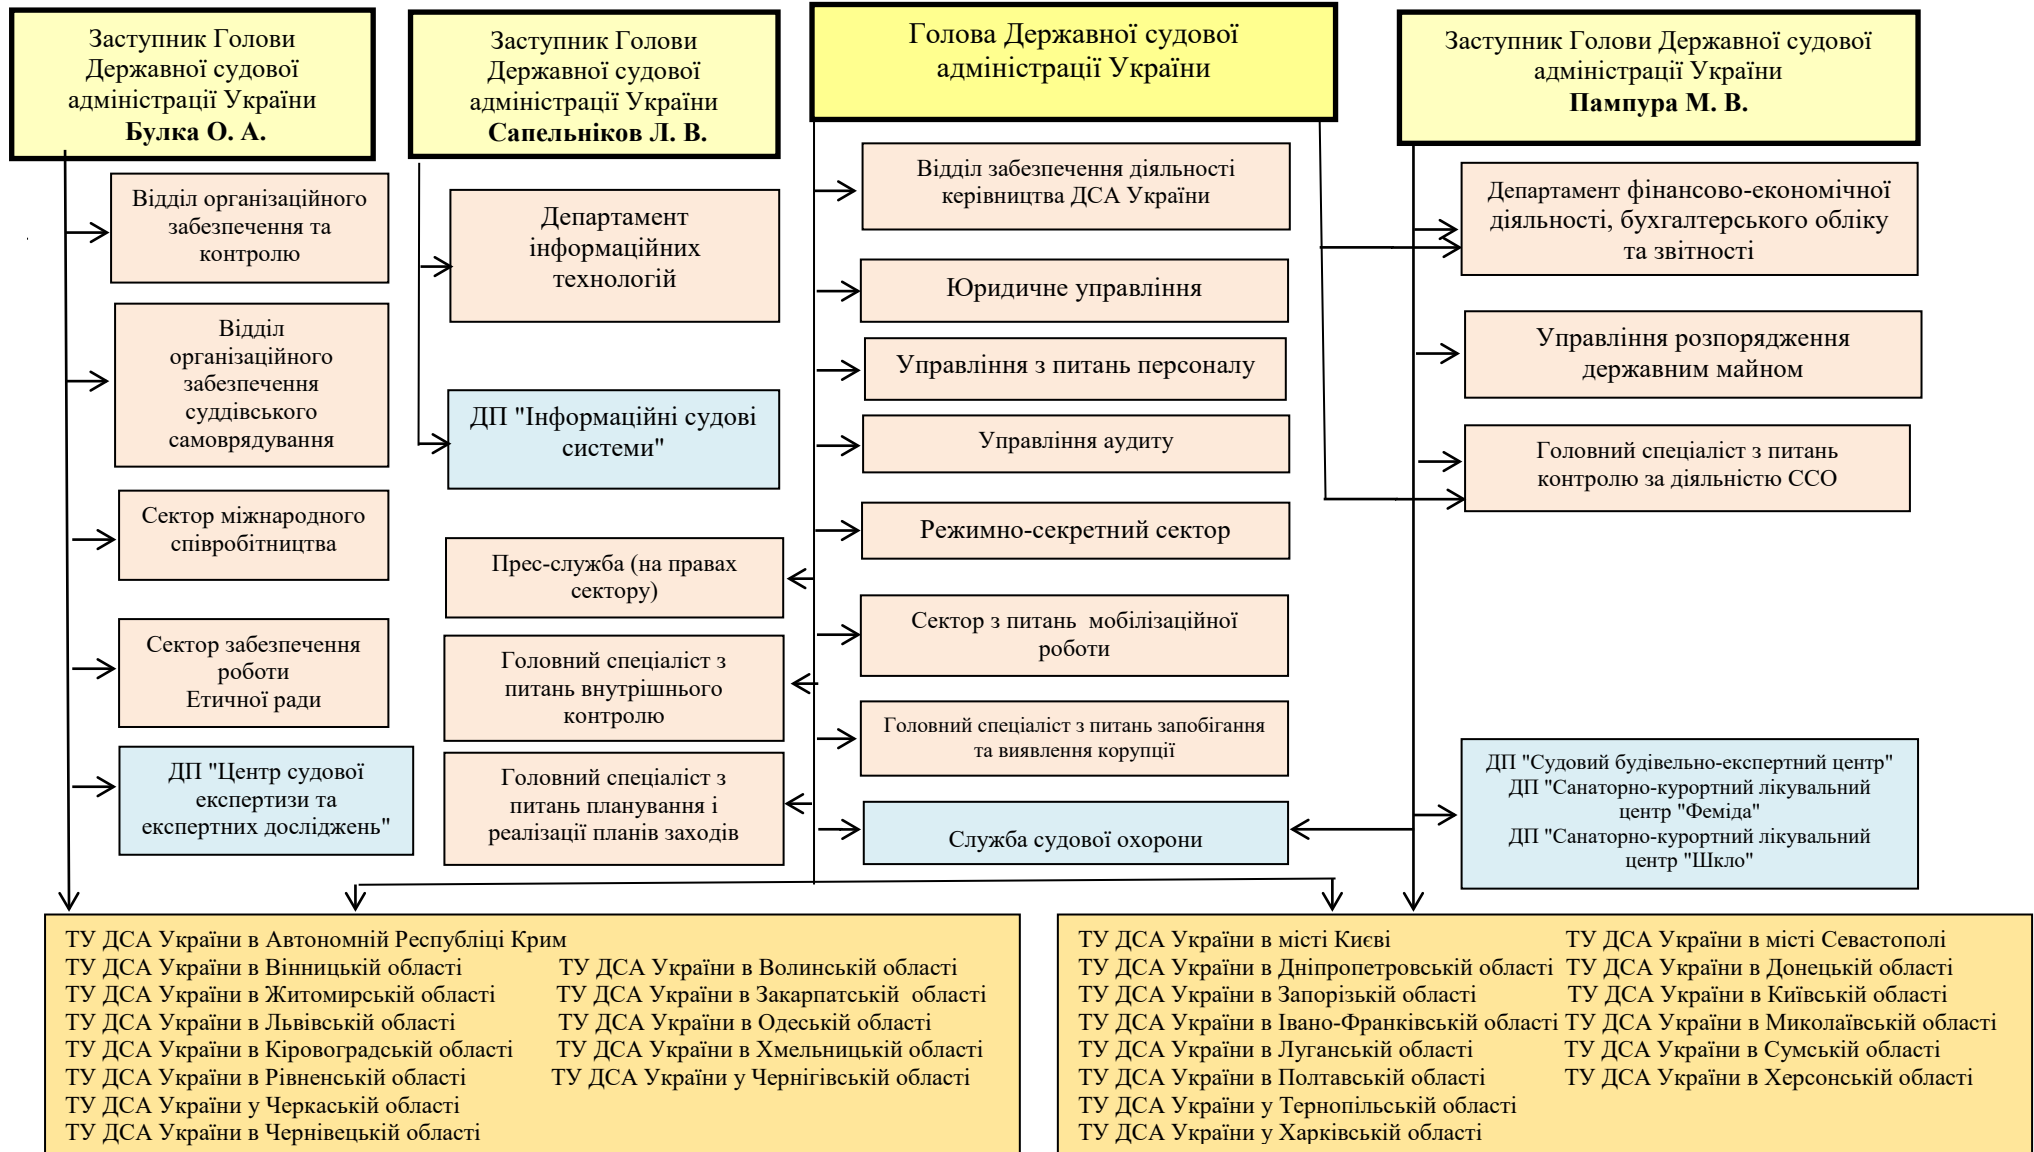 Заступник Голови
Державної судової
адміністрації України
Булка О. А.
Заступник Голови
Державної судової
адміністрації України
Сапельніков Л. В.
Голова Державної судової
адміністрації України
Заступник Голови Державної судової
адміністрації України
Пампура М. В.
Відділ організаційного
забезпечення та
контролю
Відділ
організаційного
забезпечення
суддівського
самоврядування
Сектор міжнародного
співробітництва
Сектор забезпечення
роботи
Етичної ради
ДП "Центр судової
експертизи та
експертних досліджень"
Департамент
інформаційних
технологій
ДП "Інформаційні судові
системи"
Прес-служба (на правах
сектору)
Головний спеціаліст з
питань внутрішнього
контролю
Головний спеціаліст з
питань планування і
реалізації планів заходів
Відділ забезпечення діяльності
керівництва ДСА України
Юридичне управління
Управління з питань персоналу
Управління аудиту
Режимно-секретний сектор
Сектор з питань  мобілізаційної
роботи
Головний спеціаліст з питань запобігання
та виявлення корупції
Служба судової охорони
Департамент фінансово-економічної
діяльності, бухгалтерського обліку
та звітності
Управління розпорядження
державним майном
Головний спеціаліст з питань
контролю за діяльністю ССО
ДП "Судовий будівельно-експертний центр"
ДП "Санаторно-курортний лікувальний
центр "Феміда"
ДП "Санаторно-курортний лікувальний
центр "Шкло"
ТУ ДСА України в Автономній Республіці Крим
ТУ ДСА України в Вінницькій області ТУ ДСА України в Волинській області
ТУ ДСА України в Житомирській області ТУ ДСА України в Закарпатській  області
ТУ ДСА України в Львівській області ТУ ДСА України в Одеській області
ТУ ДСА України в Кіровоградській області ТУ ДСА України в Хмельницькій області
ТУ ДСА України в Рівненській області ТУ ДСА України у Чернігівській області
ТУ ДСА України у Черкаській області
ТУ ДСА України в Чернівецькій області
ТУ ДСА України в місті Києві ТУ ДСА України в місті Севастополі
ТУ ДСА України в Дніпропетровській області ТУ ДСА України в Донецькій області
ТУ ДСА України в Запорізькій області ТУ ДСА України в Київській області
ТУ ДСА України в Івано-Франківській області ТУ ДСА України в Миколаївській області
ТУ ДСА України в Луганській області ТУ ДСА України в Сумській області
ТУ ДСА України в Полтавській області ТУ ДСА України в Херсонській області
ТУ ДСА України у Тернопільській області
ТУ ДСА України у Харківській області